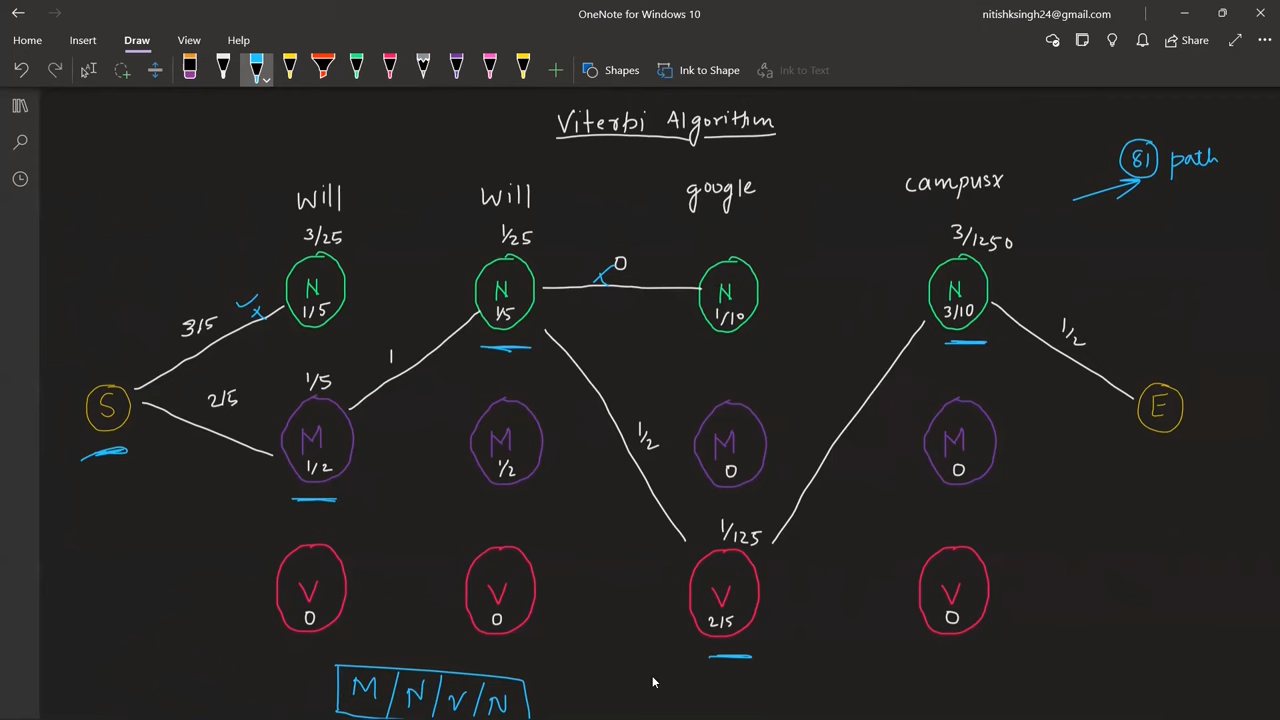 OneNote for Windows 10
nitishksingh24@gmail.com
Home Insert Draw View Help
Share
Shapes Ink to Shape Ink to Text
Viterbi Algorithm
81 path
Will Will google campusx
3/25 1/25 3/1250
N N 0 N N
1/5 1/5 1/10 3/10
3/5 1/2
1/5 1
S 2/5 E
M M 1/2 M M
1/2 1/2 0 0
1/125
V V V V
0 0 2/5 0
M/N/V/N